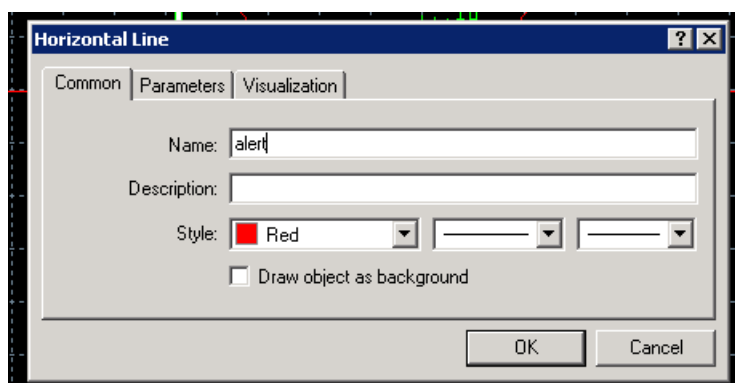 Horizontal Line
Common Parameters Visualization
Name: alert
Description:
Style: Red
Draw object as background
OK Cancel